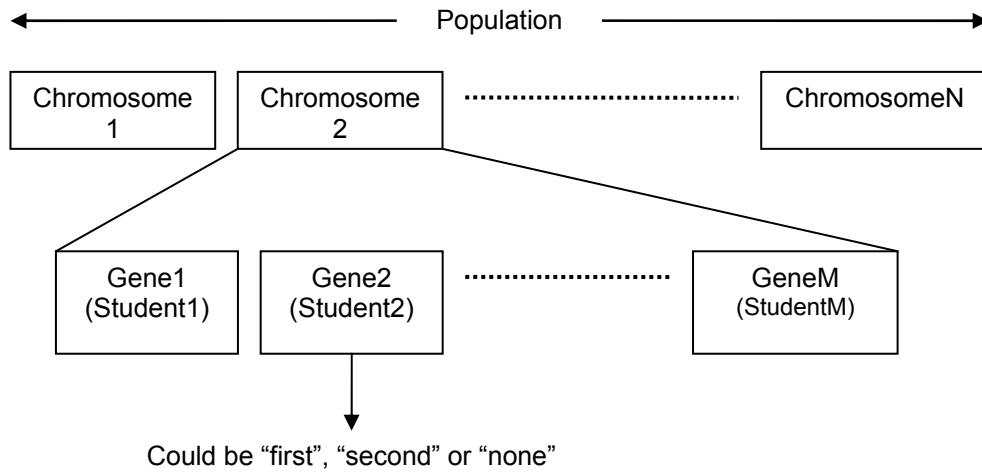 Population
Chromosome
1
Chromosome
2
ChromosomeN
Gene1
(Student1)
Gene2
(Student2)
GeneM
(StudentM)
Could be “first”, “second” or “none”